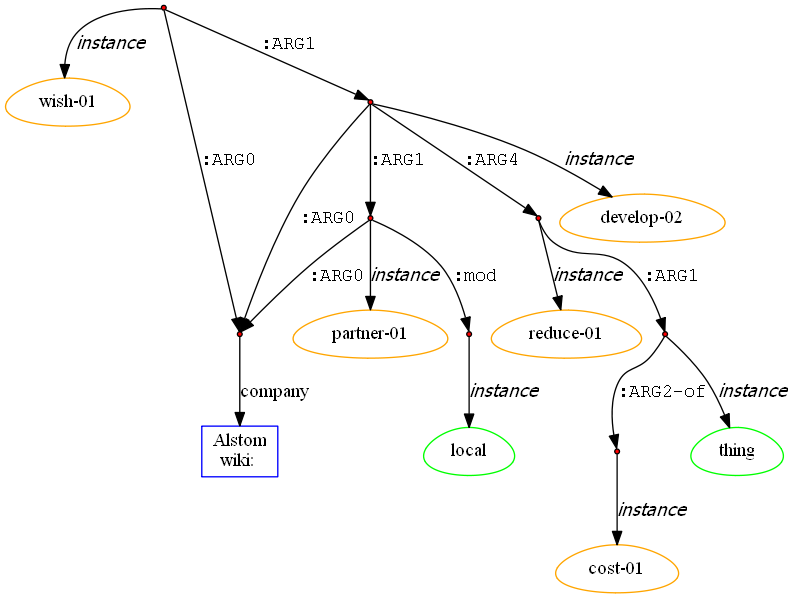 instance
:ARG1
wish-01
:ARG0
:ARG1
:ARG4
instance
:ARG0
develop-02
:ARG0
instance
:mod
instance
:ARG1
partner-01
reduce-01
company
instance
:ARG2-of
instance
Alstom
wiki:
local
thing
instance
cost-01